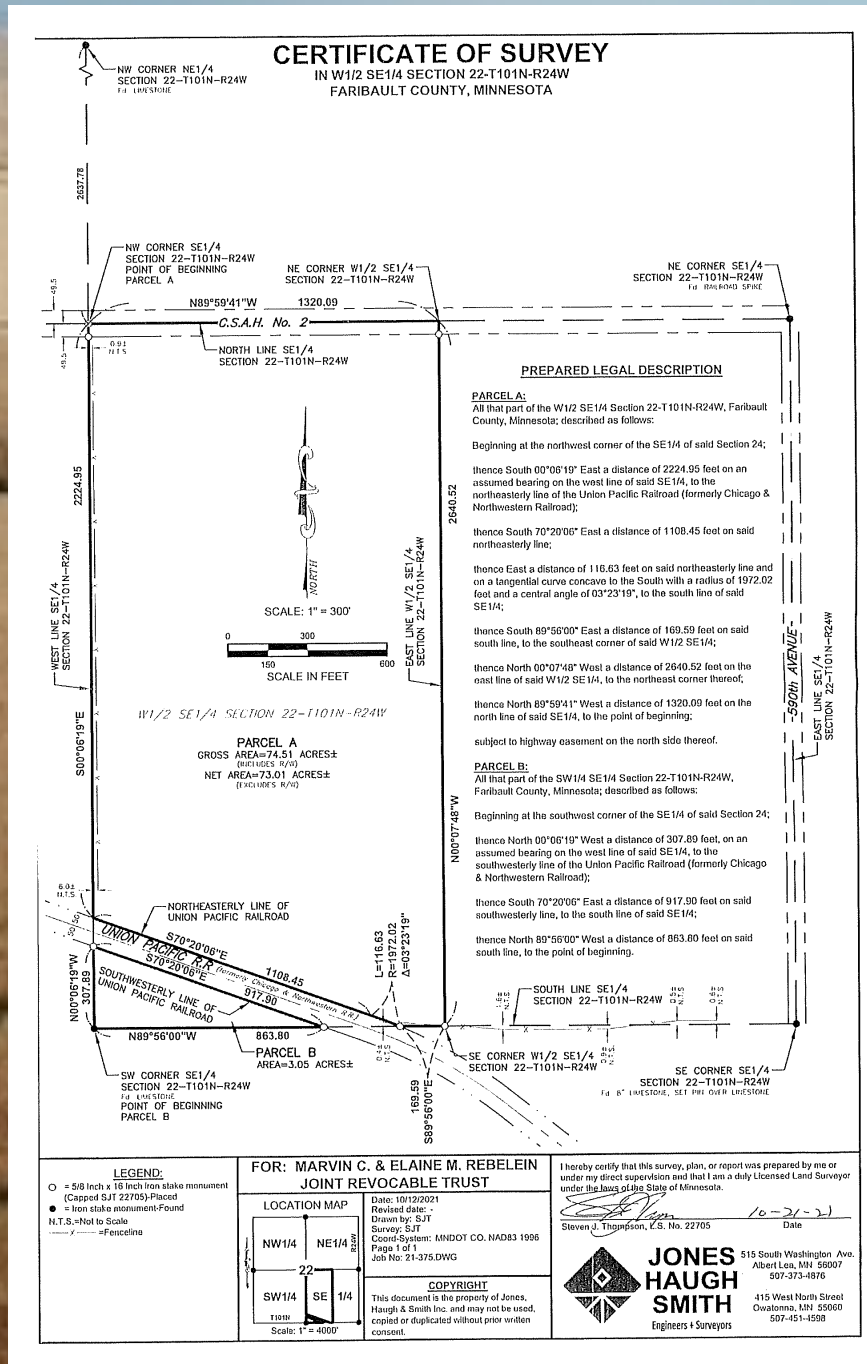 CERTIFICATE OF SURVEY
IN W1/2 SE1/4 SECTION 22-T101N-R24W
FARIBAULT COUNTY, MINNESOTA
NW CORNER NE1/4
SECTION 22-T101N-R24W
Fd LIMESTONE
2637.78
NW CORNER SE1/4
SECTION 22-T101N-R24W
POINT OF BEGINNING
PARCEL A
NE CORNER W1/2 SE1/4
SECTION 22-T101N-R24W
NE CORNER SE1/4
SECTION 22-T101N-R24W
Fd RAILROAD SPIKE
49.5
49.5
N89°59'41"W 1320.09
C.S.A.H. No. 2
0.9±
N.T.S
NORTH LINE SE1/4
SECTION 22-T101N-R24W
2224.95
WEST LINE SE1/4
SECTION 22-T101N-R24W
S00°06'19"E
NORTH
SCALE: 1" = 300'
0 300
150 600
SCALE IN FEET
W1/2 SE1/4 SECTION 22-T101N-R24W
PARCEL A
GROSS AREA=74.51 ACRES±
(INCLUDES R/W)
NET AREA=73.01 ACRES±
(EXCLUDES R/W)
2640.52
EAST LINE W1/2 SE1/4
SECTION 22-T101N-R24W
N00°07'48"W
PREPARED LEGAL DESCRIPTION
PARCEL A:
All that part of the W1/2 SE1/4 Section 22-T101N-R24W, Faribault
County, Minnesota; described as follows:
Beginning at the northwest corner of the SE1/4 of said Section 24;
thence South 00°06'19" East a distance of 2224.95 feet on an
assumed bearing on the west line of said SE1/4, to the
northeasterly line of the Union Pacific Railroad (formerly Chicago &
Northwestern Railroad);
thence South 70°20'06" East a distance of 1108.45 feet on said
northeasterly line;
thence East a distance of 116.63 feet on said northeasterly line and
on a tangential curve concave to the South with a radius of 1972.02
feet and a central angle of 03°23'19", to the south line of said
SE1/4;
thence South 89°56'00" East a distance of 169.59 feet on said
south line, to the southeast corner of said W1/2 SE1/4;
thence North 00°07'48" West a distance of 2640.52 feet on the
east line of said W1/2 SE1/4, to the northeast corner thereof;
thence North 89°59'41" West a distance of 1320.09 feet on the
north line of said SE1/4, to the point of beginning;
subject to highway easement on the north side thereof.
PARCEL B:
All that part of the SW1/4 SE1/4 Section 22-T101N-R24W,
Faribault County, Minnesota; described as follows:
Beginning at the southwest corner of the SE1/4 of said Section 24;
thence North 00°06'19" West a distance of 307.89 feet, on an
assumed bearing on the west line of said SE1/4, to the
southwesterly line of the Union Pacific Railroad (formerly Chicago
& Northwestern Railroad);
thence South 70°20'06" East a distance of 917.90 feet on said
southwesterly line, to the south line of said SE1/4;
thence North 89°56'00" West a distance of 863.80 feet on said
south line, to the point of beginning.
-590th AVENUE-
EAST LINE SE1/4
SECTION 22-T101N-R24W
6.0±
N.T.S.
NORTHEASTERLY LINE OF
UNION PACIFIC RAILROAD
50 50
S70°20'06"E 1108.45
UNION PACIFIC R.R (formerly Chicago & Northwestern R.R.)
S70°20'06"E 917.90
SOUTHWESTERLY LINE OF
UNION PACIFIC RAILROAD
N00°06'19"W
307.89
N89°56'00"W 863.80
PARCEL B
AREA=3.05 ACRES±
L=116.63
R=1972.02
Δ=03°23'19"
0.4±
N.T.S.
169.59
S89°56'00"E
SOUTH LINE SE1/4
SECTION 22-T101N-R24W
N.T.S.
N.T.S.
N.T.S.
N.T.S.
SW CORNER SE1/4
SECTION 22-T101N-R24W
Fd LIMESTONE
POINT OF BEGINNING
PARCEL B
SE CORNER W1/2 SE1/4
SECTION 22-T101N-R24W
SE CORNER SE1/4
SECTION 22-T101N-R24W
Fd 8" LIMESTONE, SET PIN OVER LIMESTONE
LEGEND:
= 5/8 Inch x 16 Inch Iron stake monument
(Capped SJT 22705)-Placed
= Iron stake monument-Found
N.T.S.=Not to Scale
x =Fenceline
FOR: MARVIN C. & ELAINE M. REBELEIN
JOINT REVOCABLE TRUST
LOCATION MAP
NW1/4 NE1/4
R24W
22
SW1/4 SE 1/4
T101N
Scale: 1" = 4000'
Date: 10/12/2021
Revised date: -
Drawn by: SJT
Survey: SJT
Coord-System: MNDOT CO. NAD83 1996
Page 1 of 1
Job No: 21-375.DWG
COPYRIGHT
This document is the property of Jones,
Haugh & Smith Inc. and may not be used,
copied or duplicated without prior written
consent.
I hereby certify that this survey, plan, or report was prepared by me or
under my direct supervision and that I am a duly Licensed Land Surveyor
under the laws of the State of Minnesota.
10-21-21
Steven J. Thompson, L.S. No. 22705 Date
JONES
HAUGH
SMITH
Engineers + Surveyors
515 South Washington Ave.
Albert Lea, MN 56007
507-373-4876
415 West North Street
Owatonna, MN 55060
507-451-4598